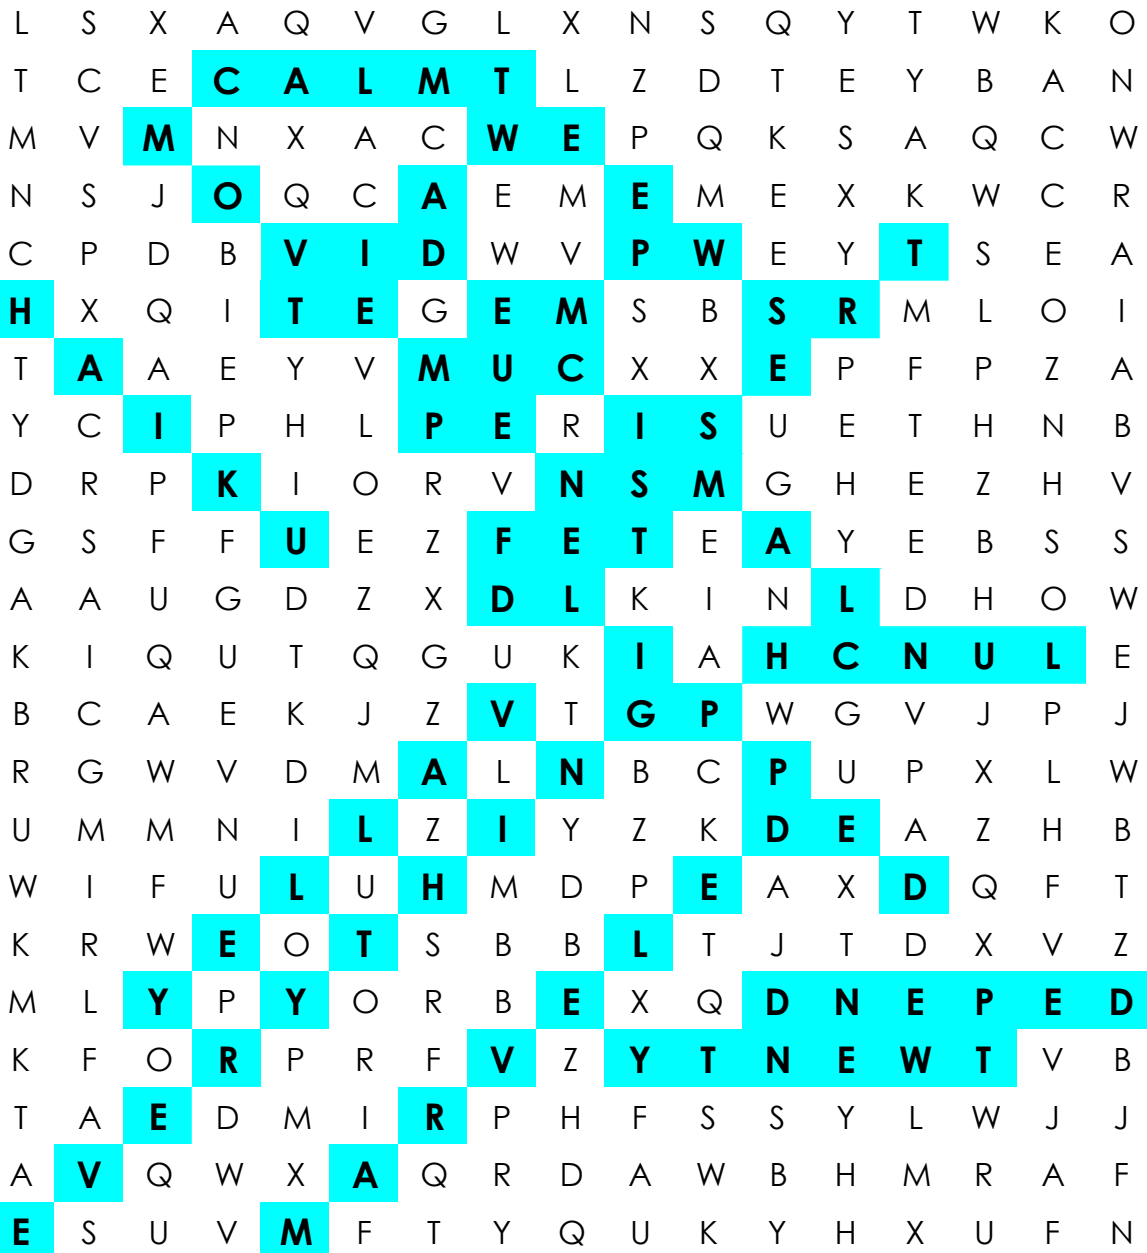 L S X A Q V G L X N S Q Y T W K O
T C E C A L M T L Z D T E Y B A N
M V M N X A C W E P Q K S A Q C W
N S J O Q C A E M E M E X K W C R
C P D B V I D W V P W E Y T S E A
H X Q I T E G E M S B S R M L O I
T A A E Y V M U C X X E P F P Z A
Y C I P H L P E R I S U E T H N B
D R P K I O R V N S M G H E Z H V
G S F F U E Z F E T E A Y E B S S
A A U G D Z X D L K I N L D H O W
K I Q U T Q G U K I A H C N U L E
B C A E K J Z V T G P W G V J P J
R G W V D M A L N B C P U P X L W
U M M N I L Z I Y Z K D E A Z H B
W I F U L U H M D P E A X D Q F T
K R W E O T S B B L T J T D X V Z
M L Y P Y O R B E X Q D N E P E D
K F O R P R F V Z Y T N E W T V B
T A E D M I R P H F S S Y L W J J
A V Q W X A Q R D A W B H M R A F
E S U V M F T Y Q U K Y H X U F N